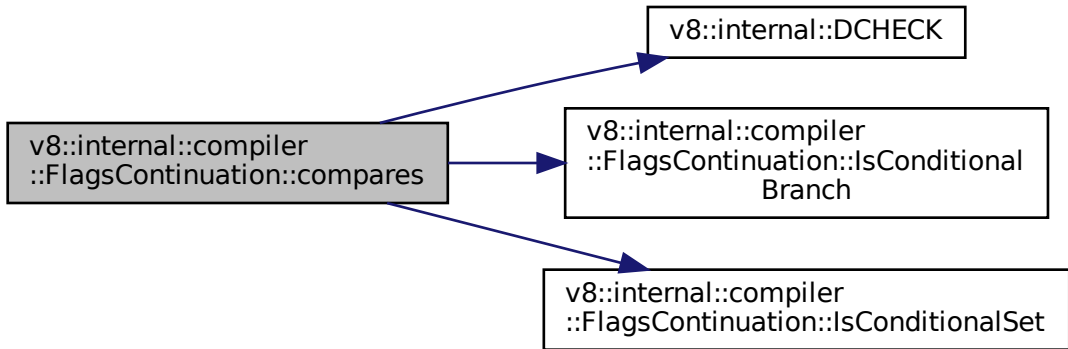 v8::internal::compiler
::FlagsContinuation::compares
v8::internal::DCHECK
v8::internal::compiler
::FlagsContinuation::IsConditional
Branch
v8::internal::compiler
::FlagsContinuation::IsConditionalSet